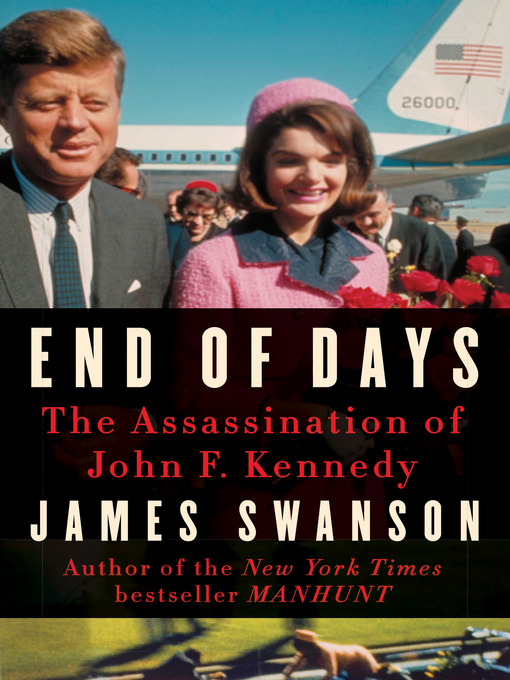 26000
END OF DAYS
The Assassination of
John F. Kennedy
JAMES SWANSON
Author of the New York Times
bestseller MANHUNT